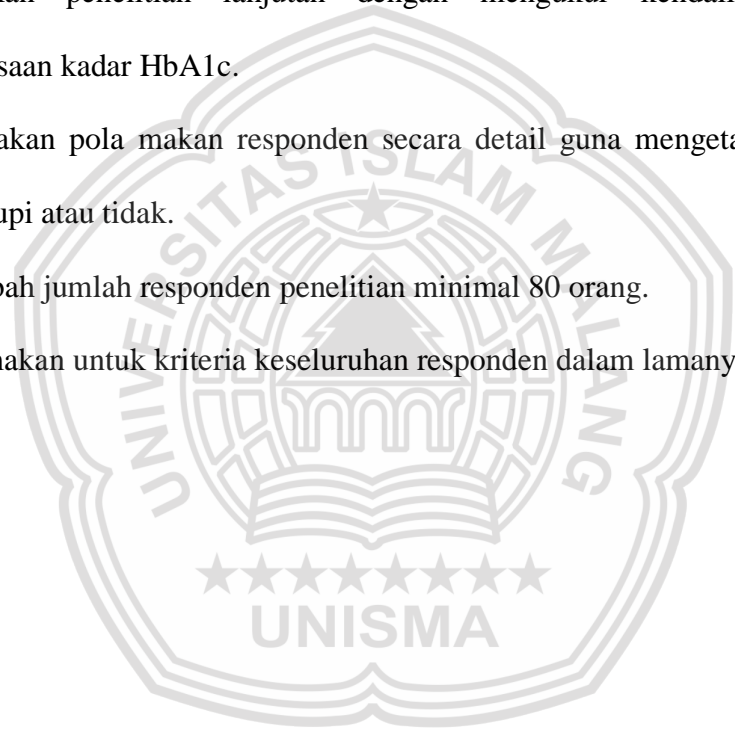 penelitian lanjutan dengan mengukur kendali
saan kadar HbA1c.
akan pola makan responden secara detail guna mengeta
upi atau tidak.
bah jumlah responden penelitian minimal 80 orang.
nakan untuk kriteria keseluruhan responden dalam lamany
UNIVERSITAS ISLAM MALANG
UNISMA